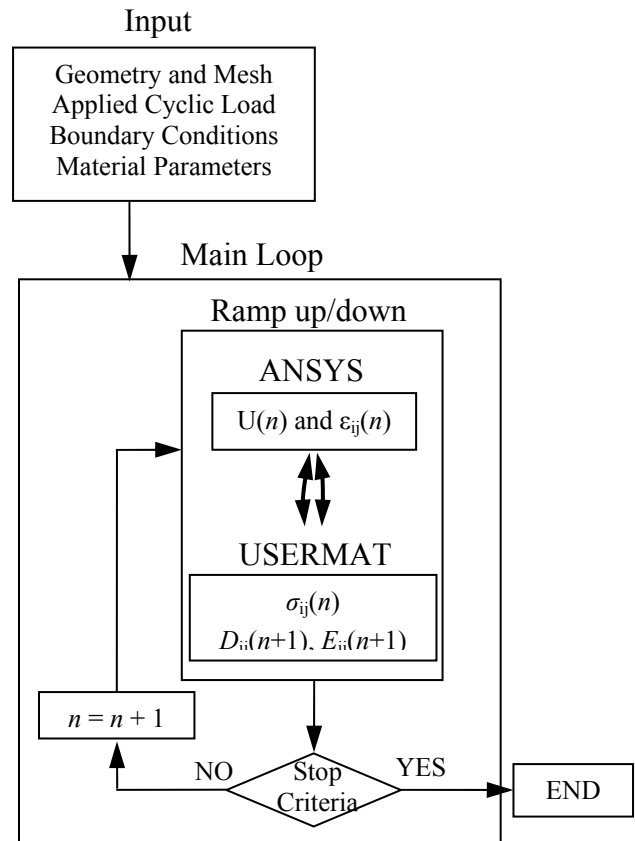 Input
Geometry and Mesh
Applied Cyclic Load
Boundary Conditions
Material Parameters
Main Loop
Ramp up/down
ANSYS
U(n) and εij(n)
USERMAT
σij(n)
Dij(n+1), Eij(n+1)
n = n + 1
NO
Stop
Criteria
YES
END